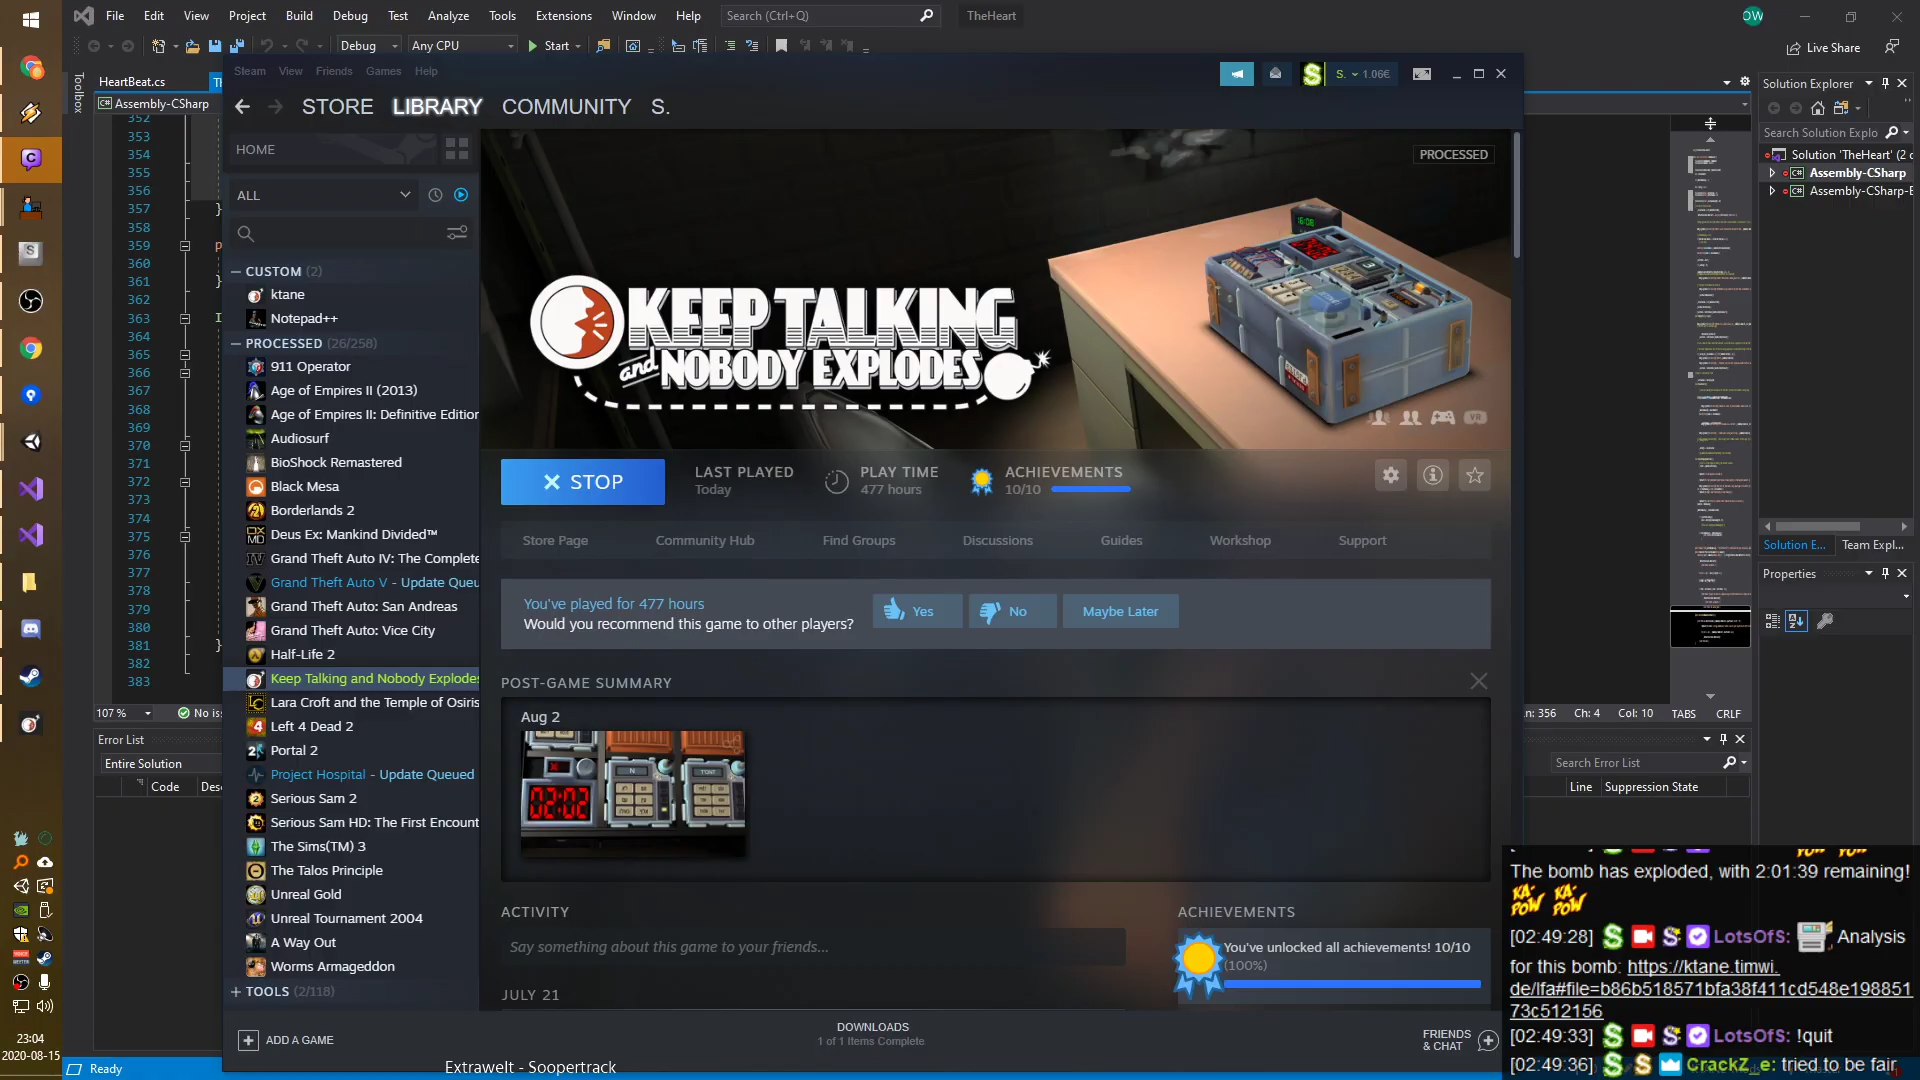 File Edit View Project Build Debug Test Analyze Tools Extensions Window Help Search (Ctrl+Q) TheHeart OW
Debug Any CPU Start Live Share
Toolbox
HeartBeat.cs
Assembly-CSharp
352
353
354
355
356
357
358
359
360
361
362
363
364
365
366
367
368
369
370
371
372
373
374
375
376
377
378
379
380
381
382
383
107 %
Error List
Entire Solution
Code
Steam View Friends Games Help
S. 1.06€
STORE LIBRARY COMMUNITY S.
HOME
ALL
CUSTOM (2)
ktane
Notepad++
PROCESSED (26/258)
911 Operator
Age of Empires II (2013)
Age of Empires II: Definitive Edition
Audiosurf
BioShock Remastered
Black Mesa
Borderlands 2
Deus Ex: Mankind Divided™
Grand Theft Auto IV: The Complete
Grand Theft Auto V - Update Queu
Grand Theft Auto: San Andreas
Grand Theft Auto: Vice City
Half-Life 2
Keep Talking and Nobody Explodes
Lara Croft and the Temple of Osiris
Left 4 Dead 2
Portal 2
Project Hospital - Update Queued
Serious Sam 2
Serious Sam HD: The First Encount
The Sims(TM) 3
The Talos Principle
Unreal Gold
Unreal Tournament 2004
A Way Out
Worms Armageddon
TOOLS (2/118)
ADD A GAME
PROCESSED
KEEP TALKING
and NOBODY EXPLODES
STOP
LAST PLAYED
Today
PLAY TIME
477 hours
ACHIEVEMENTS
10/10
Store Page Community Hub Find Groups Discussions Guides Workshop Support
You've played for 477 hours
Would you recommend this game to other players?
Yes No Maybe Later
POST-GAME SUMMARY
Aug 2
02:02
ACTIVITY
Say something about this game to your friends...
JULY 21
ACHIEVEMENTS
You've unlocked all achievements! 10/10
(100%)
DOWNLOADS
1 of 1 Items Complete
FRIENDS
& CHAT
Solution Explorer
Search Solution Explo
Solution 'TheHeart' (2
Assembly-CSharp
Assembly-CSharp-E
Solution E... Team Expl...
Properties
Ln: 356 Ch: 4 Col: 10 TABS CRLF
Search Error List
Line Suppression State
The bomb has exploded, with 2:01:39 remaining!
KA-POW KA-POW
[02:49:28] LotsOfS: Analysis
for this bomb: https://ktane.timwi.
de/lfa#file=b86b518571bfa38f411cd548e198851
73c512156
[02:49:33] LotsOfS: !quit
[02:49:36] CrackZ_e: tried to be fair
23:04
2020-08-15
Ready
Extrawelt - Soopertrack